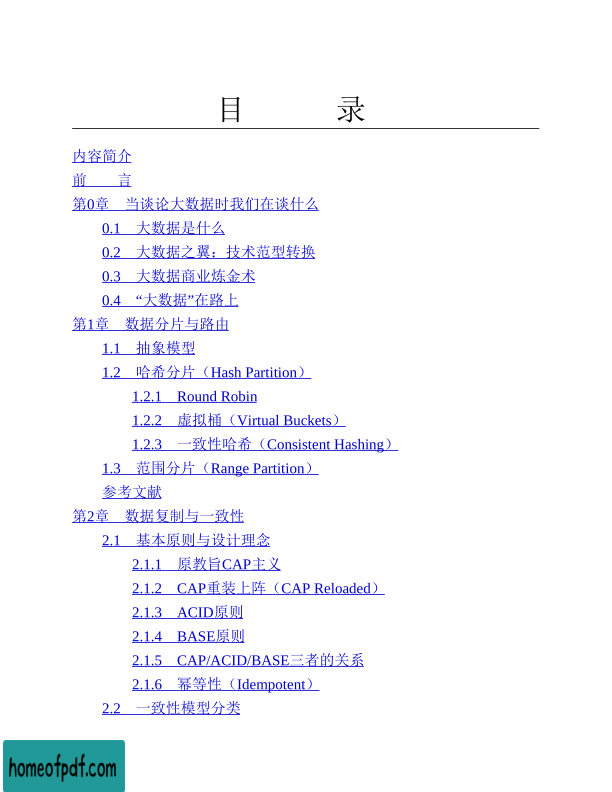 目　　　录
内容简介
前　　言
第0章　当谈论大数据时我们在谈什么
0.1　大数据是什么
0.2　大数据之翼：技术范型转换
0.3　大数据商业炼金术
0.4　“大数据”在路上
第1章　数据分片与路由
1.1　抽象模型
1.2　哈希分片（Hash Partition）
1.2.1　Round Robin
1.2.2　虚拟桶（Virtual Buckets）
1.2.3　一致性哈希（Consistent Hashing）
1.3　范围分片（Range Partition）
参考文献
第2章　数据复制与一致性
2.1　基本原则与设计理念
2.1.1　原教旨CAP主义
2.1.2　CAP重装上阵（CAP Reloaded）
2.1.3　ACID原则
2.1.4　BASE原则
2.1.5　CAP/ACID/BASE三者的关系
2.1.6　幂等性（Idempotent）
2.2　一致性模型分类
homeofpdf.com